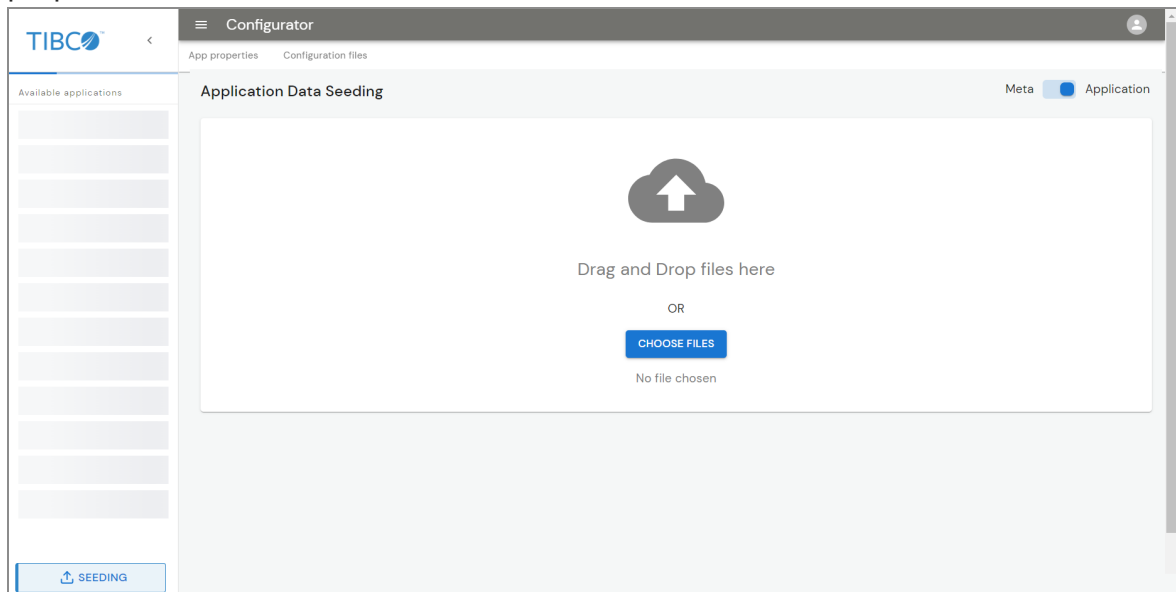 TIBCO
Configurator
App properties Configuration files
Available applications
Application Data Seeding
Meta Application
Drag and Drop files here
OR
CHOOSE FILES
No file chosen
SEEDING